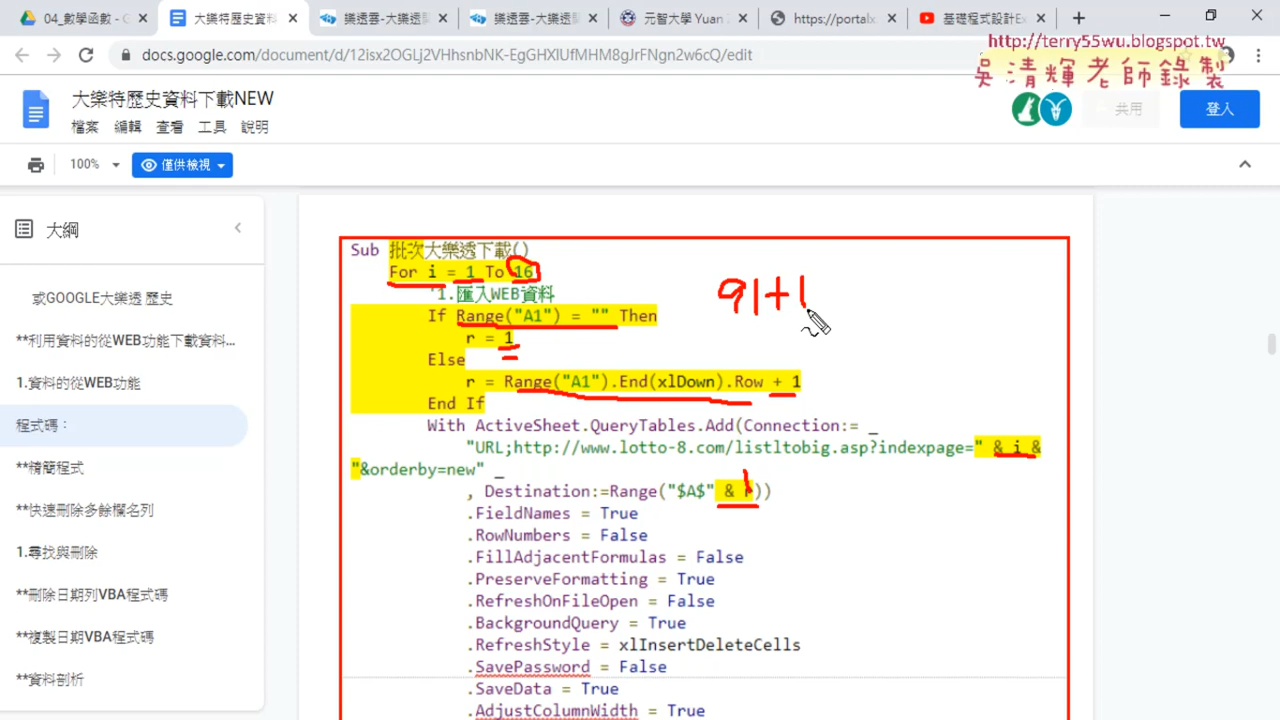 04_數學函數 - G
大樂特歷史資料
樂透雲-大樂透
樂透雲-大樂透
元智大學 Yuan Z
https://portalx
基礎程式設計Ex
docs.google.com/document/d/12isx2OGLj2VHhsnbNK-EgGHXlUfMHM8gJrFNgn2w6cQ/edit
http://terry55wu.blogspot.tw
吳清輝老師錄製
大樂特歷史資料下載NEW
檔案 編輯 查看 工具 說明
共用
登入
100%
僅供檢視
大綱
或GOOGLE大樂透 歷史
**利用資料的從WEB功能下載資料...
1.資料的從WEB功能
程式碼：
**精簡程式
**快速刪除多餘欄名列
1.尋找與刪除
**刪除日期列VBA程式碼
**複製日期VBA程式碼
**資料剖析
Sub 批次大樂透下載()
For i = 1 To 16
'1.匯入WEB資料
If Range("A1") = "" Then
r = 1
Else
r = Range("A1").End(xlDown).Row + 1
End If
With ActiveSheet.QueryTables.Add(Connection:= _
"URL;http://www.lotto-8.com/listltobig.asp?indexpage=" & i &
"&orderby=new" _
, Destination:=Range("$A$" & r))
.FieldNames = True
.RowNumbers = False
.FillAdjacentFormulas = False
.PreserveFormatting = True
.RefreshOnFileOpen = False
.BackgroundQuery = True
.RefreshStyle = xlInsertDeleteCells
.SavePassword = False
.SaveData = True
.AdjustColumnWidth = True
91+1